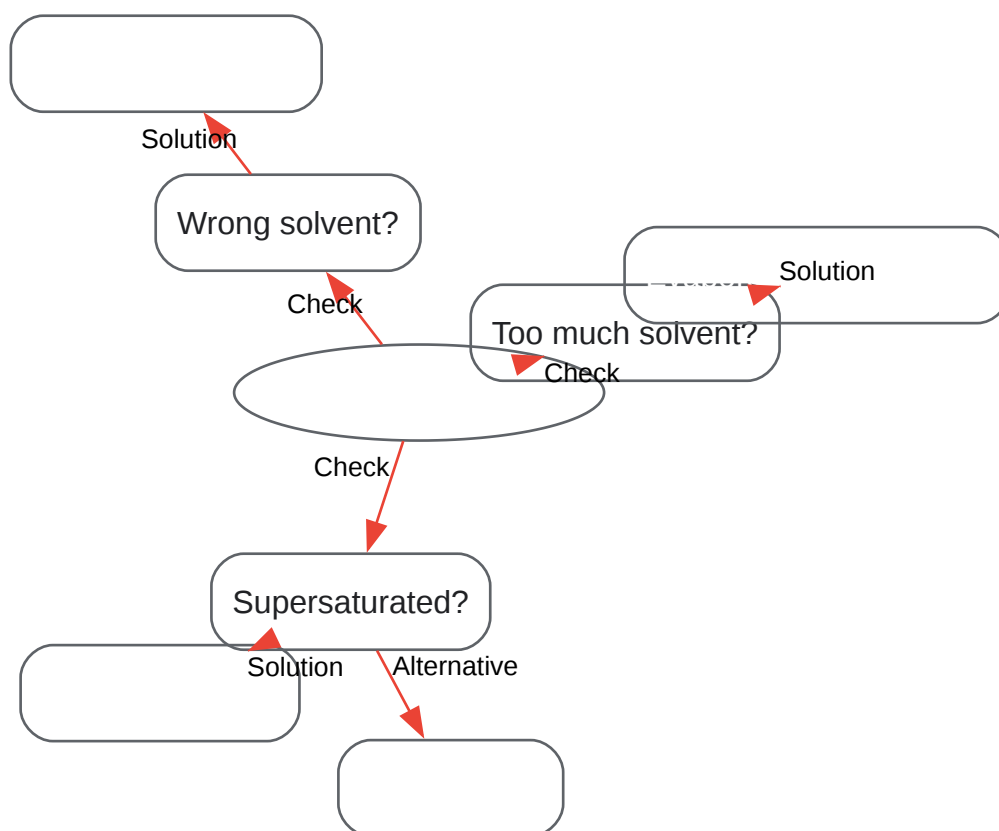 Solution
Wrong solvent?
Solution
Check
Too much solvent?
Check
Check
Supersaturated?
Solution
Alternative